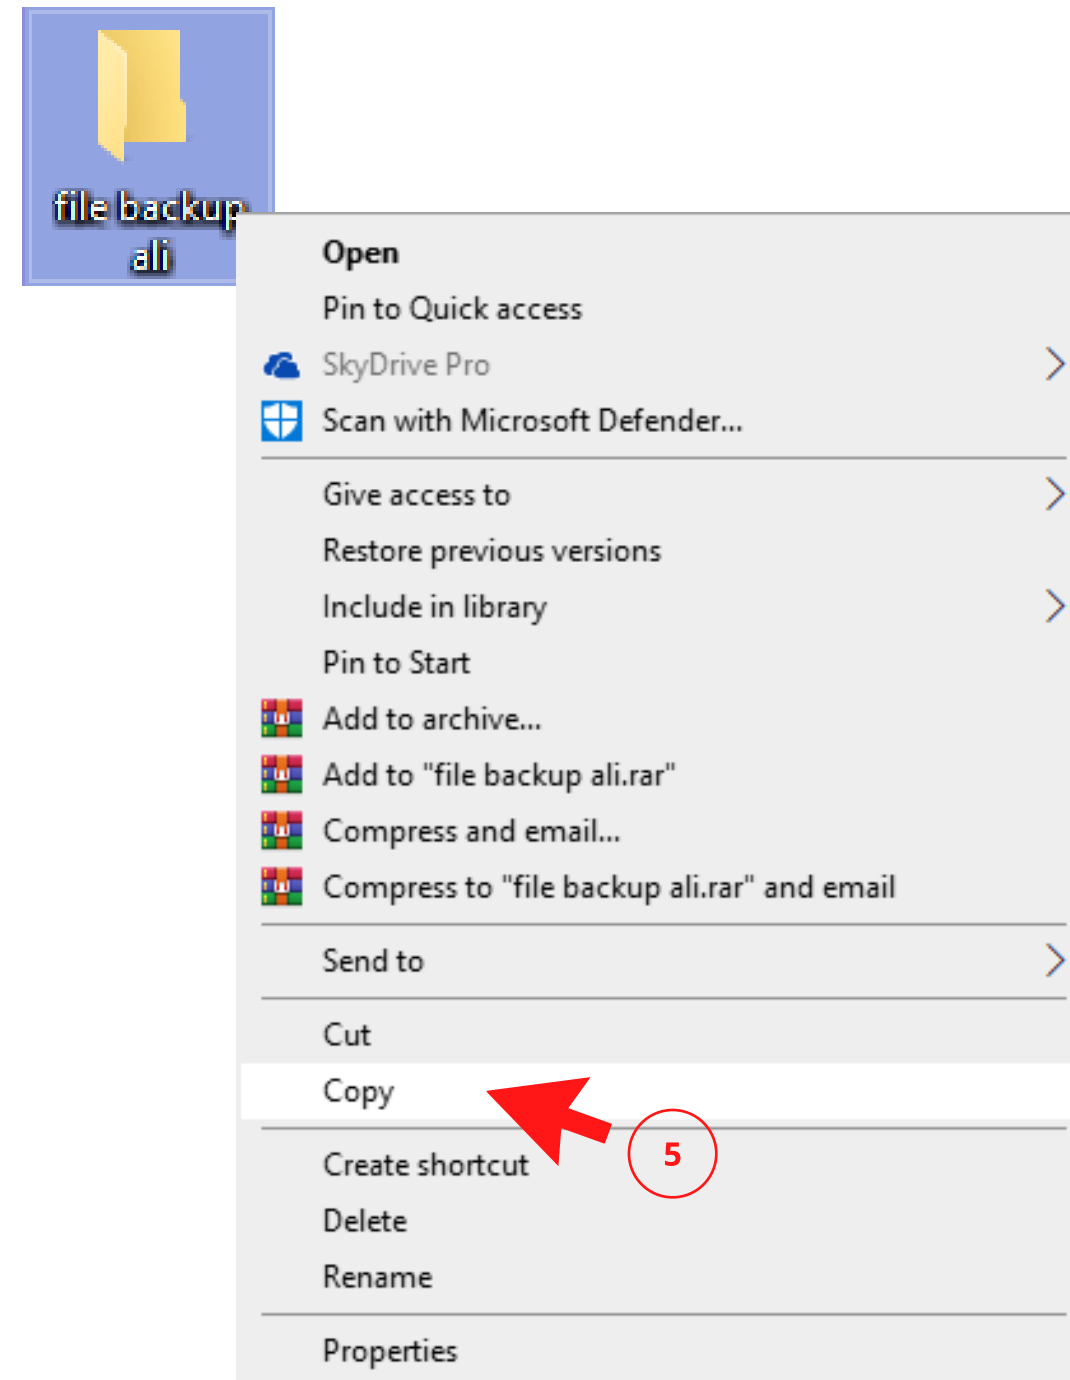 file backup
ali
Open
Pin to Quick access
SkyDrive Pro
Scan with Microsoft Defender...
Give access to
Restore previous versions
Include in library
Pin to Start
Add to archive...
Add to "file backup ali.rar"
Compress and email...
Compress to "file backup ali.rar" and email
Send to
Cut
Copy
5
Create shortcut
Delete
Rename
Properties